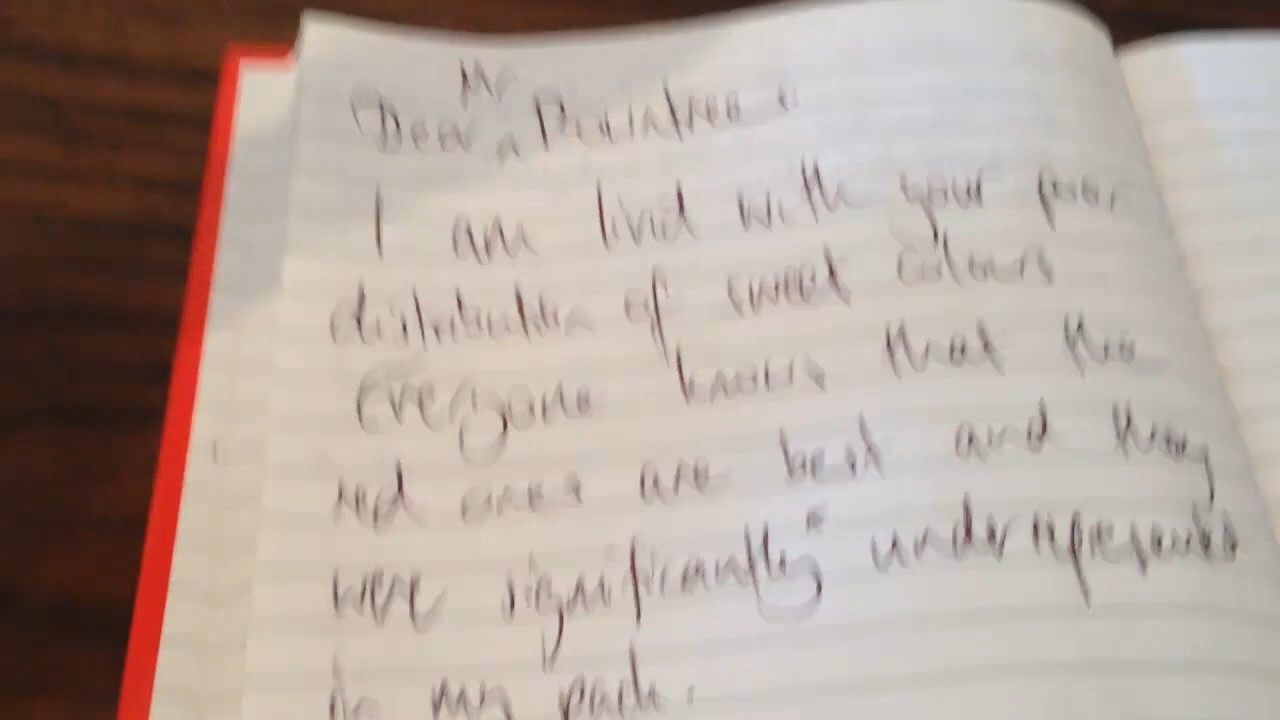 Dear Mr Rowntree's
I am livid with your poor
distribution of sweet colours
Everyone knows that the
red ones are best and they
were significantly* underrepresented
in my pack.